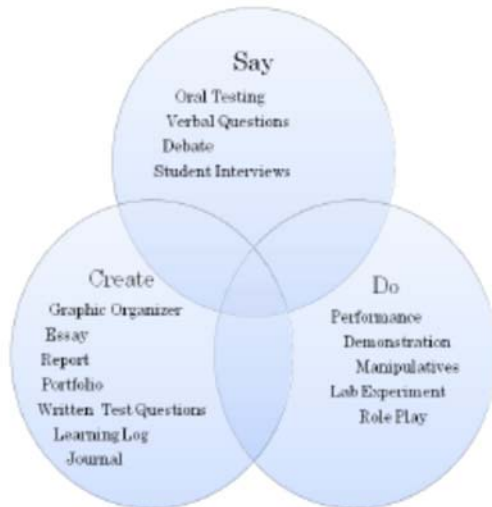 Say
Oral Testing
Verbal Questions
Debate
Student Interviews
Create
Graphic Organizer
Essay
Report
Portfolio
Written Test Questions
Learning Log
Journal
Do
Performance
Demonstration
Manipulatives
Lab Experiment
Role Play